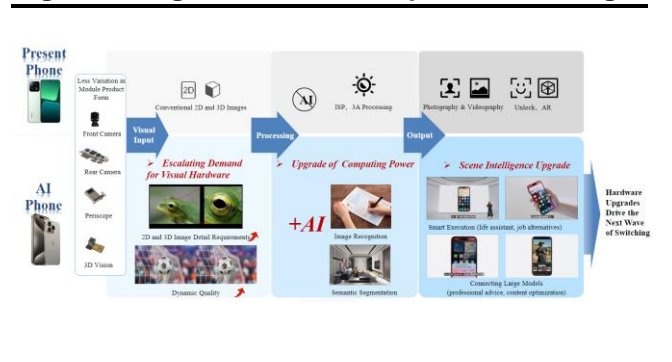 Present
Phone
Less Variation in
Module Product
Form
Front Camera
Rear Camera
Periscope
3D Vision
AI
Phone
Visual
Input
2D
Conventional 2D and 3D Images
Processing
AI
ISP, 3A Processing
Output
Photography & Videography
Unlock, AR
➢ Escalating Demand
for Visual Hardware
2D and 3D Image Detail Requirements
Dynamic Quality
➢ Upgrade of Computing Power
+AI
Image Recognition
Semantic Segmentation
➢ Scene Intelligence Upgrade
Smart Execution (life assistant, job alternatives)
Connecting Large Models
(professional advice, content optimization)
Hardware
Upgrades
Drive the
Next Wave
of Switching